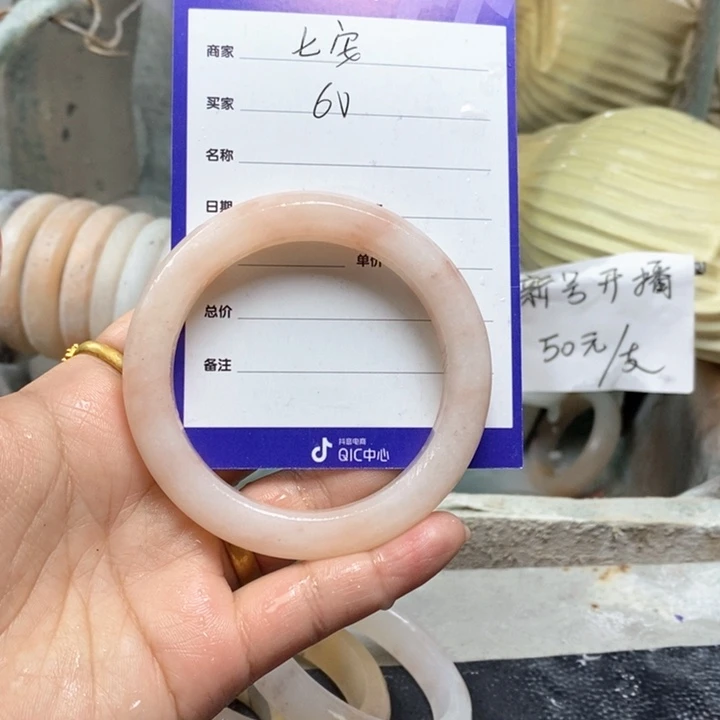 商家 七安
买家 60
名称
日期
单价
总价
备注
抖音电商
QIC中心
新号开播
50元/支